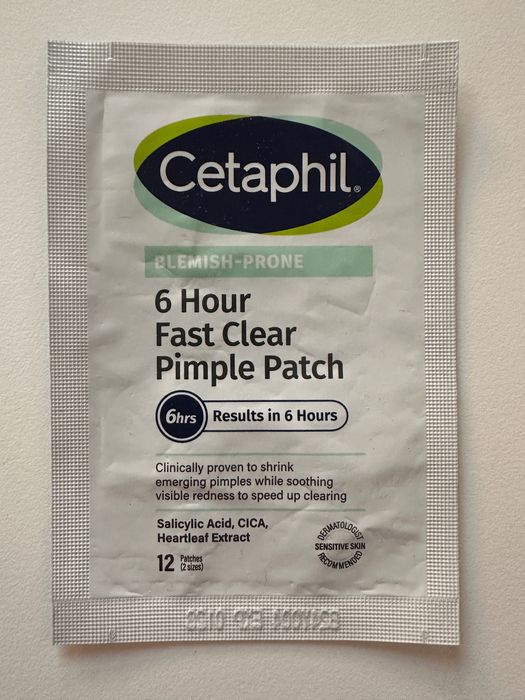 Cetaphil®
BLEMISH-PRONE
6 Hour
Fast Clear
Pimple Patch
6hrs Results in 6 Hours
Clinically proven to shrink
emerging pimples while soothing
visible redness to speed up clearing
Salicylic Acid, CICA,
Heartleaf Extract
12 Patches
(2 sizes)
DERMATOLOGIST
SENSITIVE SKIN
RECOMMENDED